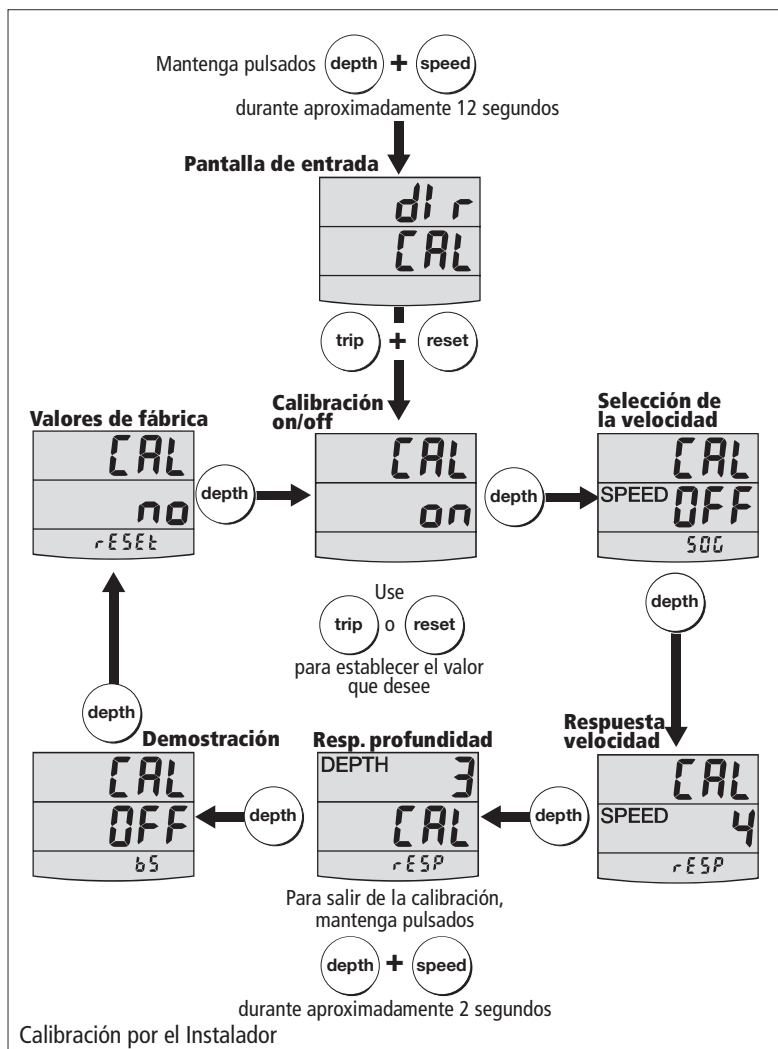 Mantenga pulsados depth + speed
durante aproximadamente 12 segundos
Pantalla de entrada
dIr
CAL
trip + reset
Valores de fábrica
CAL
no
rESEt
depth
Calibración
on/off
CAL
on
depth
Selección de
la velocidad
CAL
SPEED OFF
SOG
depth
Use
trip o reset
para establecer el valor
que desee
Respuesta
velocidad
CAL
SPEED 4
rESP
depth
Resp. profundidad
DEPTH 3
CAL
rESP
depth
Demostración
CAL
OFF
bS
depth
Para salir de la calibración,
mantenga pulsados
depth + speed
durante aproximadamente 2 segundos
Calibración por el Instalador